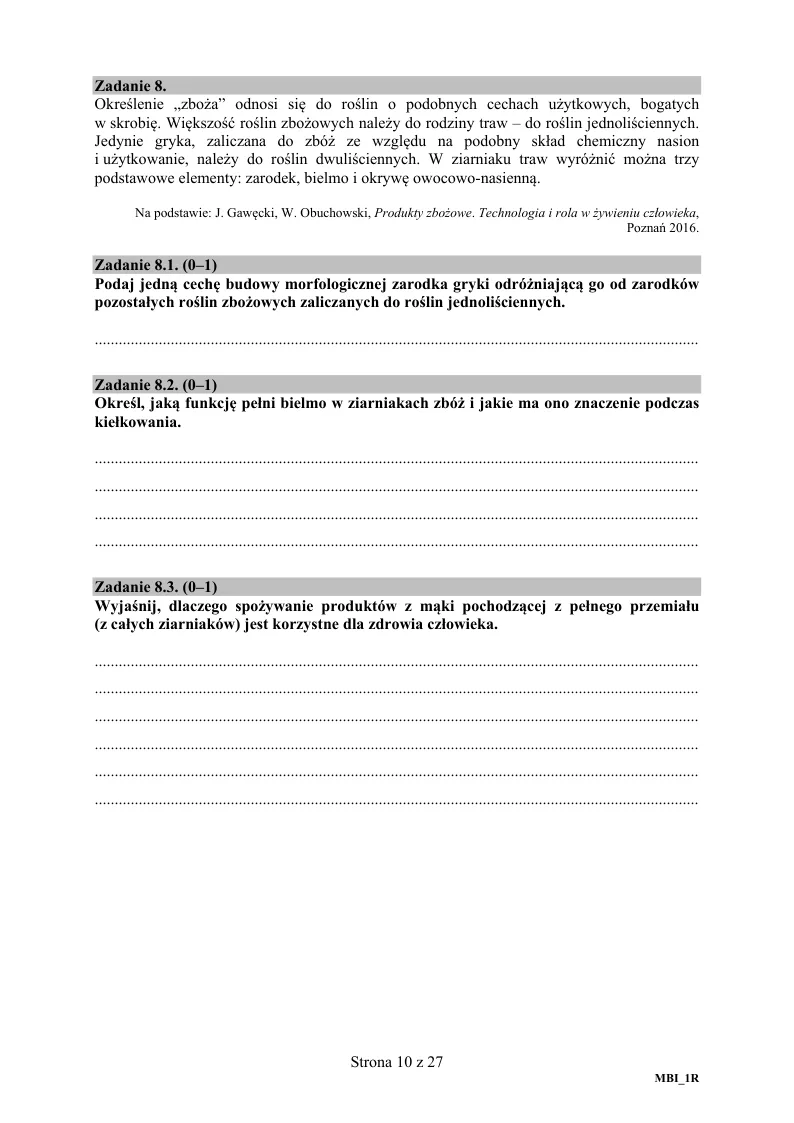 Zadanie 8.
Określenie „zboża” odnosi się do roślin o podobnych cechach użytkowych, bogatych
w skrobię. Większość roślin zbożowych należy do rodziny traw – do roślin jednoliściennych.
Jedynie gryka, zaliczana do zbóż ze względu na podobny skład chemiczny nasion
i użytkowanie, należy do roślin dwuliściennych. W ziarniaku traw wyróżnić można trzy
podstawowe elementy: zarodek, bielmo i okrywę owocowo-nasienną.
Na podstawie: J. Gawęcki, W. Obuchowski, Produkty zbożowe. Technologia i rola w żywieniu człowieka,
Poznań 2016.
Zadanie 8.1. (0–1)
Podaj jedną cechę budowy morfologicznej zarodka gryki odróżniającą go od zarodków
pozostałych roślin zbożowych zaliczanych do roślin jednoliściennych.
Zadanie 8.2. (0–1)
Określ, jaką funkcję pełni bielmo w ziarniakach zbóż i jakie ma ono znaczenie podczas
kiełkowania.
Zadanie 8.3. (0–1)
Wyjaśnij, dlaczego spożywanie produktów z mąki pochodzącej z pełnego przemiału
(z całych ziarniaków) jest korzystne dla zdrowia człowieka.
Strona 10 z 27
MBI_1R